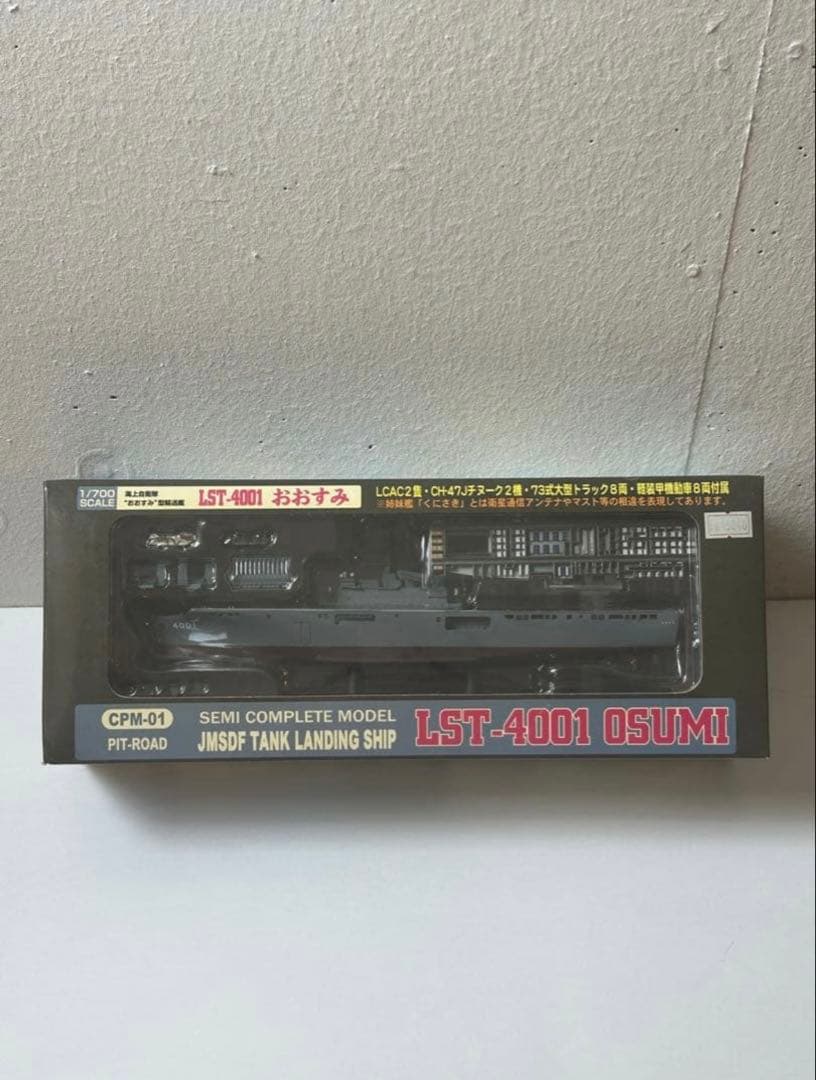 1/700
SCALE
海上自衛隊
"おおすみ"型輸送艦
LST-4001 おおすみ
LCAC2隻・CH-47Jチヌーク2機・73式大型トラック8両・軽装甲機動車8両付属
※姉妹艦「くにさき」とは衛星通信アンテナやマスト等の相違を表現してあります。
4001
CPM-01
PIT-ROAD
SEMI COMPLETE MODEL
JMSDF TANK LANDING SHIP
LST-4001 OSUMI